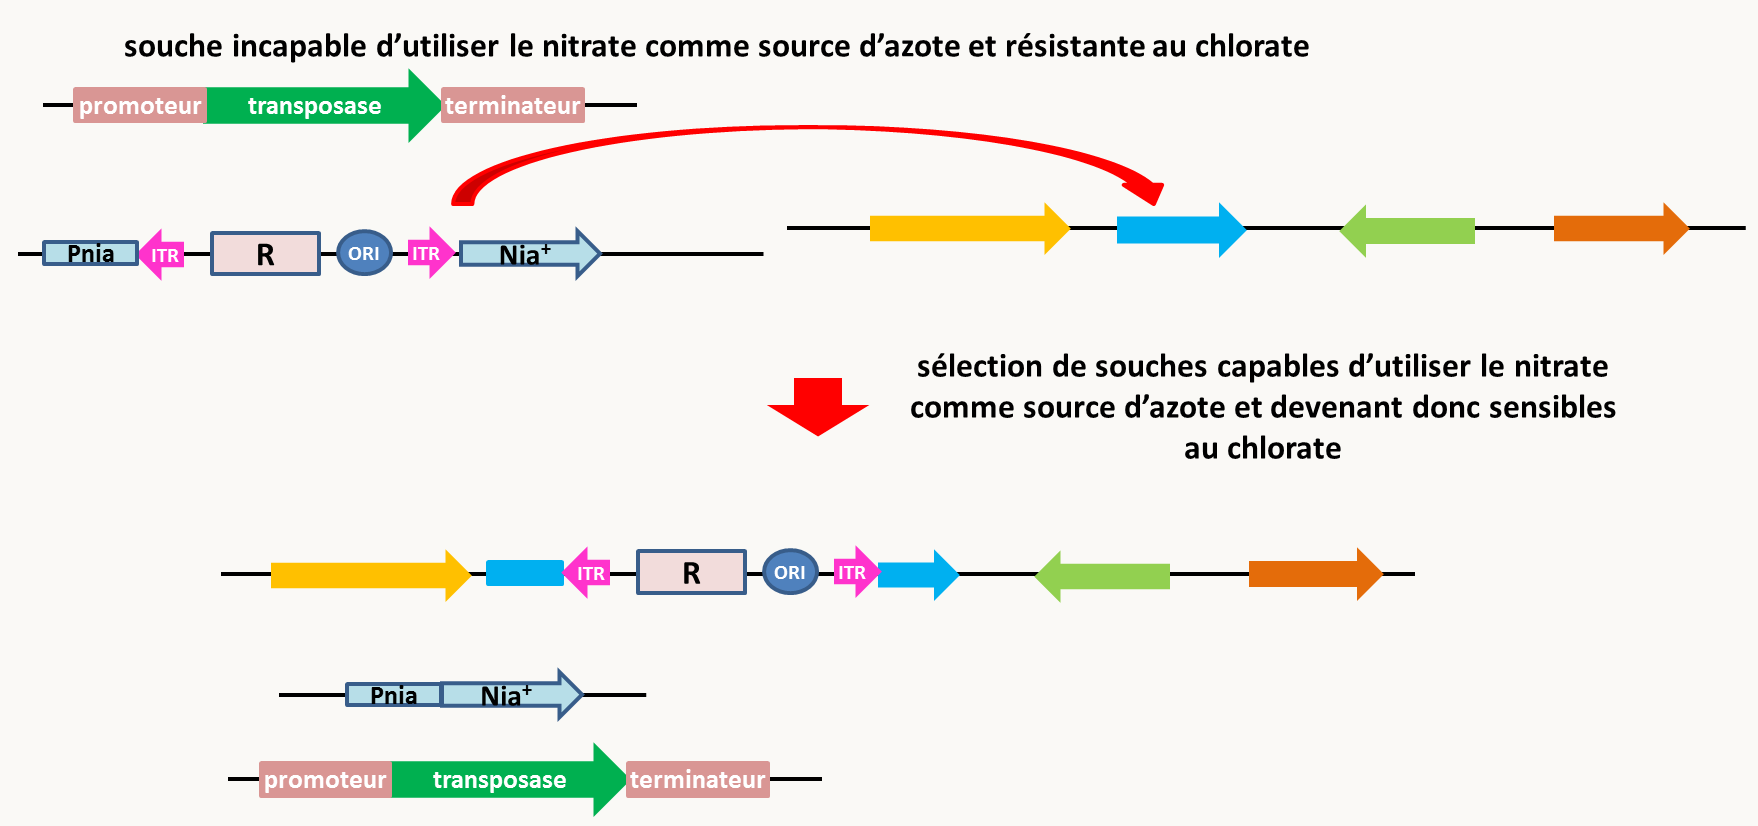 souche incapable d’utiliser le nitrate comme source d’azote et résistante au chlorate
promoteur transposase terminateur
Pnia ITR R ORI ITR Nia⁺
sélection de souches capables d’utiliser le nitrate
comme source d’azote et devenant donc sensibles
au chlorate
ITR R ORI ITR
Pnia Nia⁺
promoteur transposase terminateur